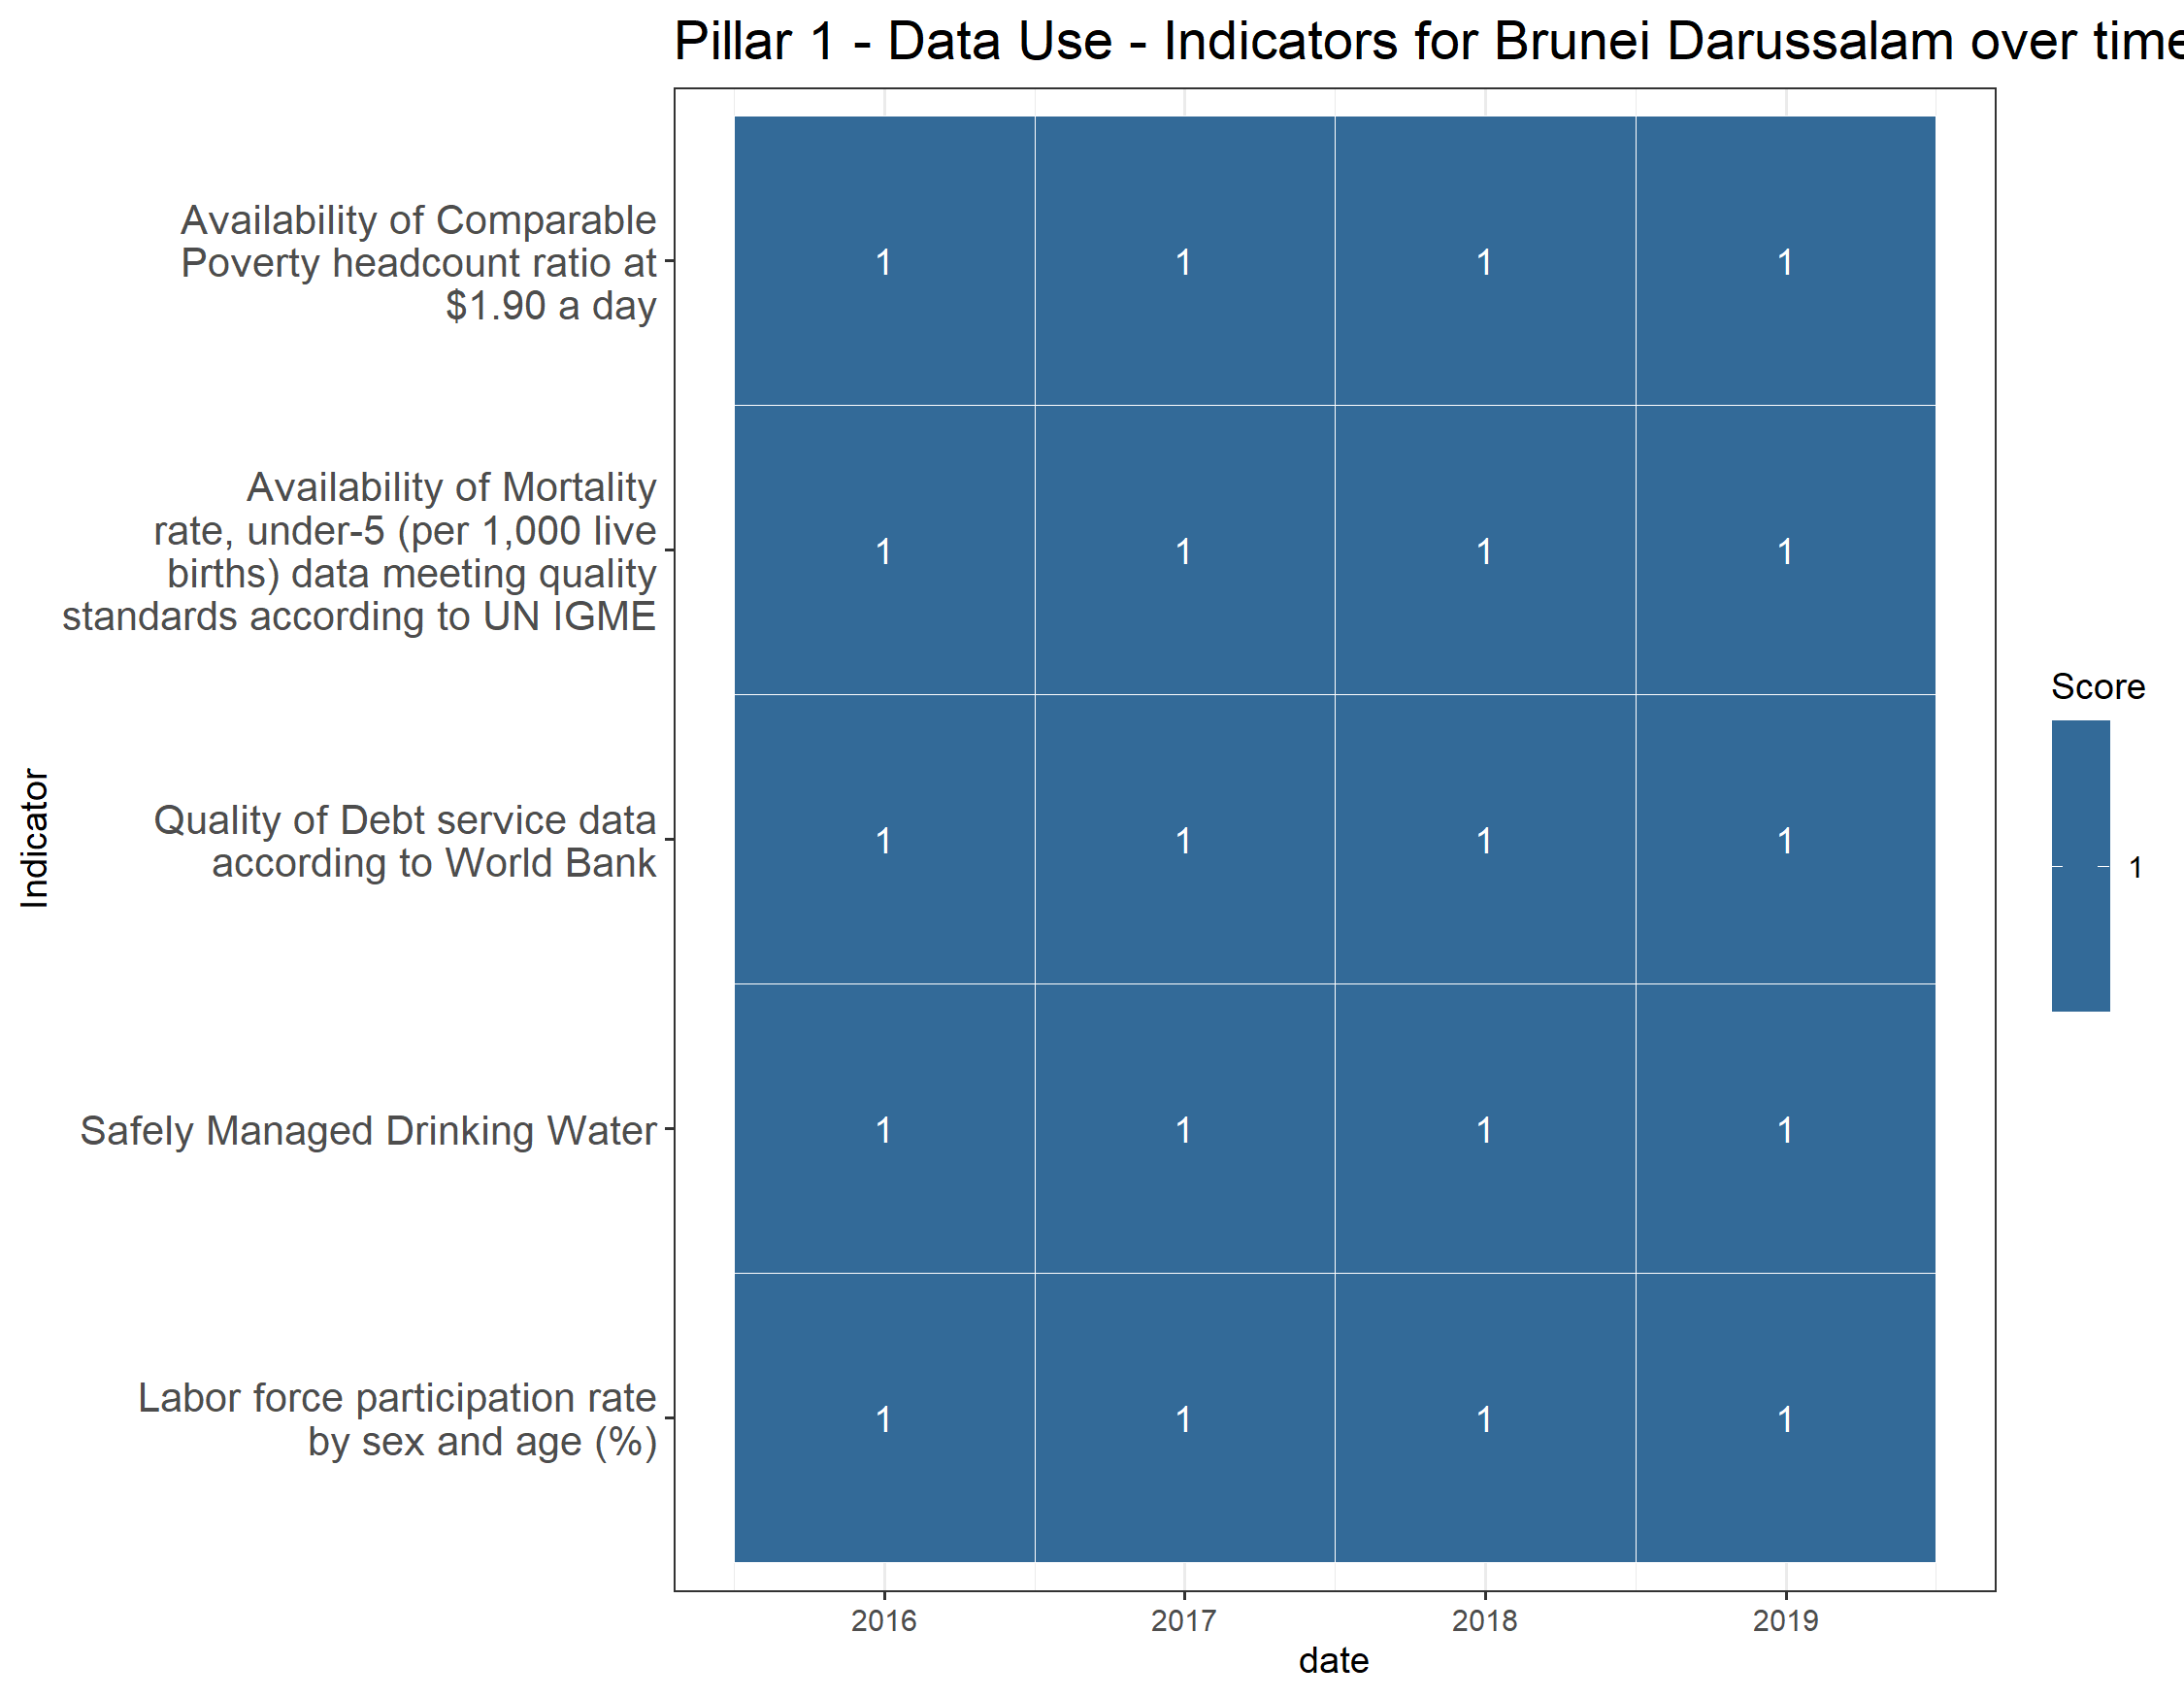 Pillar 1 - Data Use - Indicators for Brunei Darussalam over time
Indicator
Availability of Comparable
Poverty headcount ratio at
$1.90 a day
1 1 1 1
Availability of Mortality
rate, under-5 (per 1,000 live
births) data meeting quality
standards according to UN IGME
1 1 1 1
Quality of Debt service data
according to World Bank
1 1 1 1
Safely Managed Drinking Water
1 1 1 1
Labor force participation rate
by sex and age (%)
1 1 1 1
2016 2017 2018 2019
date
Score
1